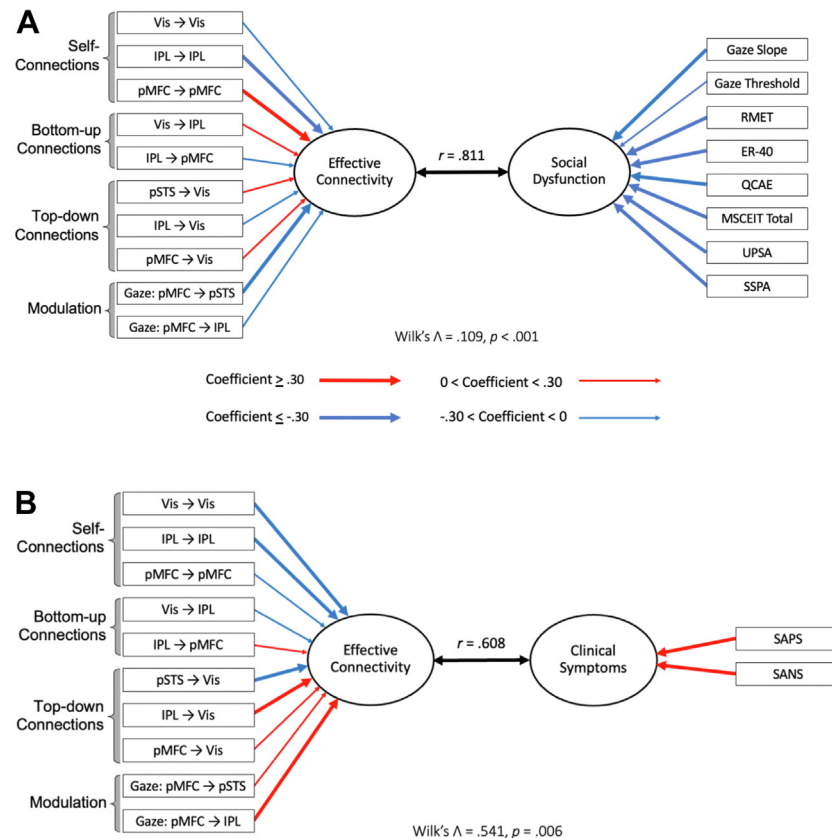 A
Self-
Connections
Vis → Vis
IPL → IPL
pMFC → pMFC
Bottom-up
Connections
Vis → IPL
IPL → pMFC
Top-down
Connections
pSTS → Vis
IPL → Vis
pMFC → Vis
Modulation
Gaze: pMFC → pSTS
Gaze: pMFC → IPL
Effective
Connectivity
r = .811
Social
Dysfunction
Gaze Slope
Gaze Threshold
RMET
ER-40
QCAE
MSCEIT Total
UPSA
SSPA
Wilk's Λ = .109, p < .001
Coefficient ≥ .30
0 < Coefficient < .30
Coefficient ≤ -.30
-.30 < Coefficient < 0
B
Self-
Connections
Vis → Vis
IPL → IPL
pMFC → pMFC
Bottom-up
Connections
Vis → IPL
IPL → pMFC
Top-down
Connections
pSTS → Vis
IPL → Vis
pMFC → Vis
Modulation
Gaze: pMFC → pSTS
Gaze: pMFC → IPL
Effective
Connectivity
r = .608
Clinical
Symptoms
SAPS
SANS
Wilk's Λ = .541, p = .006